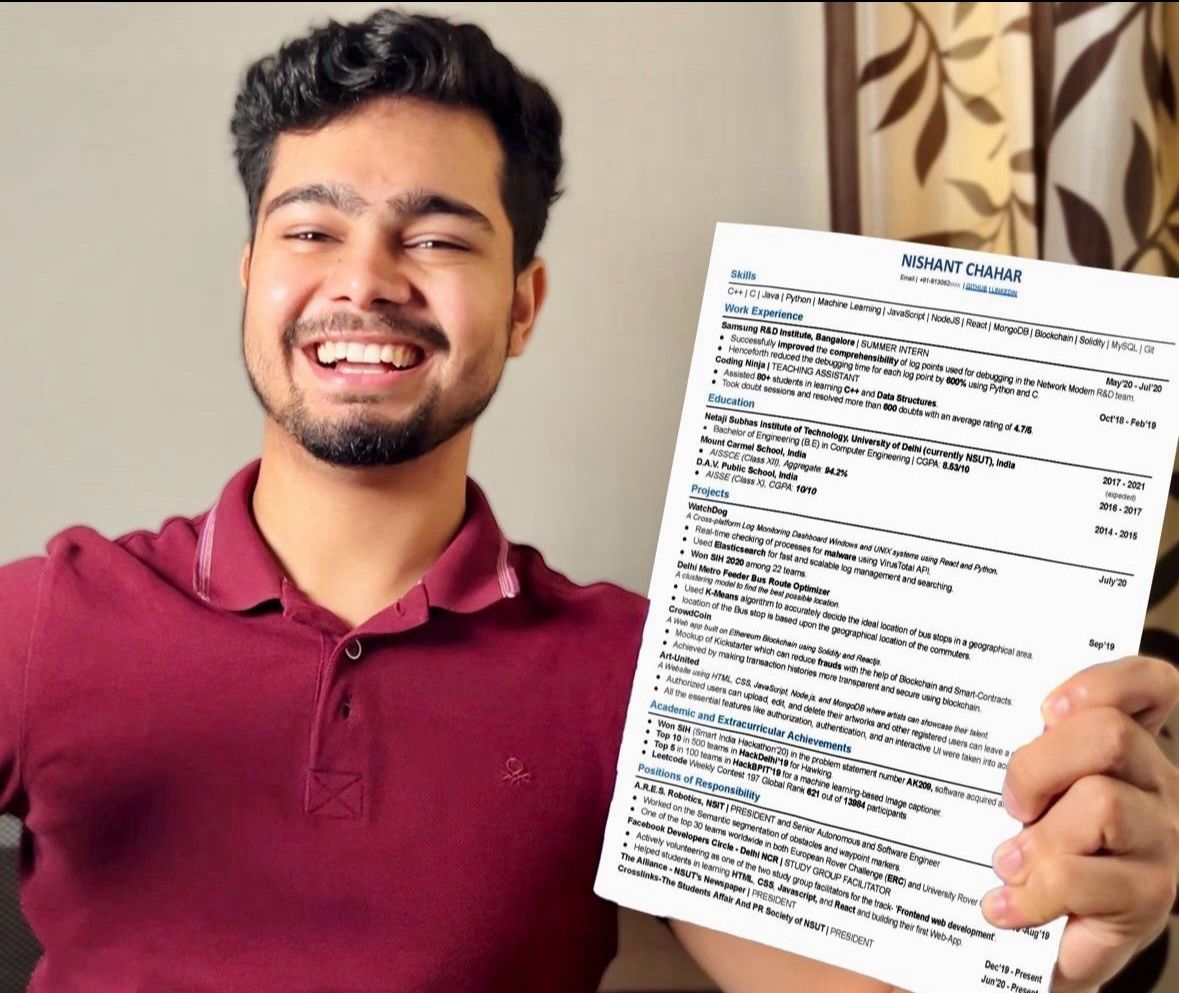 NISHANT CHAHAR
Email | +91-813082xxxx | GITHUB | LINKEDIN
Skills
C++ | C | Java | Python | Machine Learning | JavaScript | NodeJS | React | MongoDB | Blockchain | Solidity | MySQL | Git
Work Experience
Samsung R&D Institute, Bangalore | SUMMER INTERN May'20 - Jul'20
• Successfully improved the comprehensibility of log points used for debugging in the Network Modem R&D team.
• Henceforth reduced the debugging time for each log point by 600% using Python and C.
Coding Ninja | TEACHING ASSISTANT Oct'18 - Feb'19
• Assisted 80+ students in learning C++ and Data Structures.
• Took doubt sessions and resolved more than 600 doubts with an average rating of 4.7/5.
Education
Netaji Subhas Institute of Technology, University of Delhi (currently NSUT), India 2017 - 2021
• Bachelor of Engineering (B.E) in Computer Engineering | CGPA: 8.53/10 (expected)
Mount Carmel School, India 2016 - 2017
• AISSCE (Class XII), Aggregate: 94.2%
D.A.V. Public School, India 2014 - 2015
• AISSE (Class X), CGPA: 10/10
Projects
WatchDog July'20
A Cross-platform Log Monitoring Dashboard Windows and UNIX systems using React and Python.
• Real-time checking of processes for malware using VirusTotal API.
• Used Elasticsearch for fast and scalable log management and searching.
• Won SIH 2020 among 22 teams.
Delhi Metro Feeder Bus Route Optimizer Sep'19
A clustering model to find the best possible location.
• Used K-Means algorithm to accurately decide the ideal location of bus stops in a geographical area.
• location of the Bus stop is based upon the geographical location of the commuters.
CrowdCoin
A Web app built on Ethereum Blockchain using Solidity and Reactjs.
• Mockup of Kickstarter which can reduce frauds with the help of Blockchain and Smart-Contracts.
• Achieved by making transaction histories more transparent and secure using blockchain.
Art-United
A Website using HTML, CSS, JavaScript, Node.js, and MongoDB where artists can showcase their talent.
• Authorized users can upload, edit, and delete their artworks and other registered users can leave a
• All the essential features like authorization, authentication, and an interactive UI were taken into
Academic and Extracurricular Achievements
• Won SIH (Smart India Hackathon'20) in the problem statement number AK209, software acquired
• Top 10 in 500 teams in HackDelhi'19 for Hawking.
• Top 5 in 100 teams in HackBPIT'19 for a machine learning-based image captioner.
• Leetcode Weekly Contest 197 Global Rank 621 out of 13984 participants
Positions of Responsibility
A.R.E.S. Robotics, NSIT | PRESIDENT and Senior Autonomous and Software Engineer
• Worked on the Semantic segmentation of obstacles and waypoint markers.
• One of the top 30 teams worldwide in both European Rover Challenge (ERC) and University Rover
Facebook Developers Circle - Delhi NCR | STUDY GROUP FACILITATOR
• Actively volunteering as one of the two study group facilitators for the track- 'Frontend web development'. Aug'19
• Helped students in learning HTML, CSS, Javascript, and React and building their first Web-App.
The Alliance - NSUT's Newspaper | PRESIDENT Dec'19 - Present
Crosslinks-The Students Affair And PR Society of NSUT | PRESIDENT Jun'20 - Present